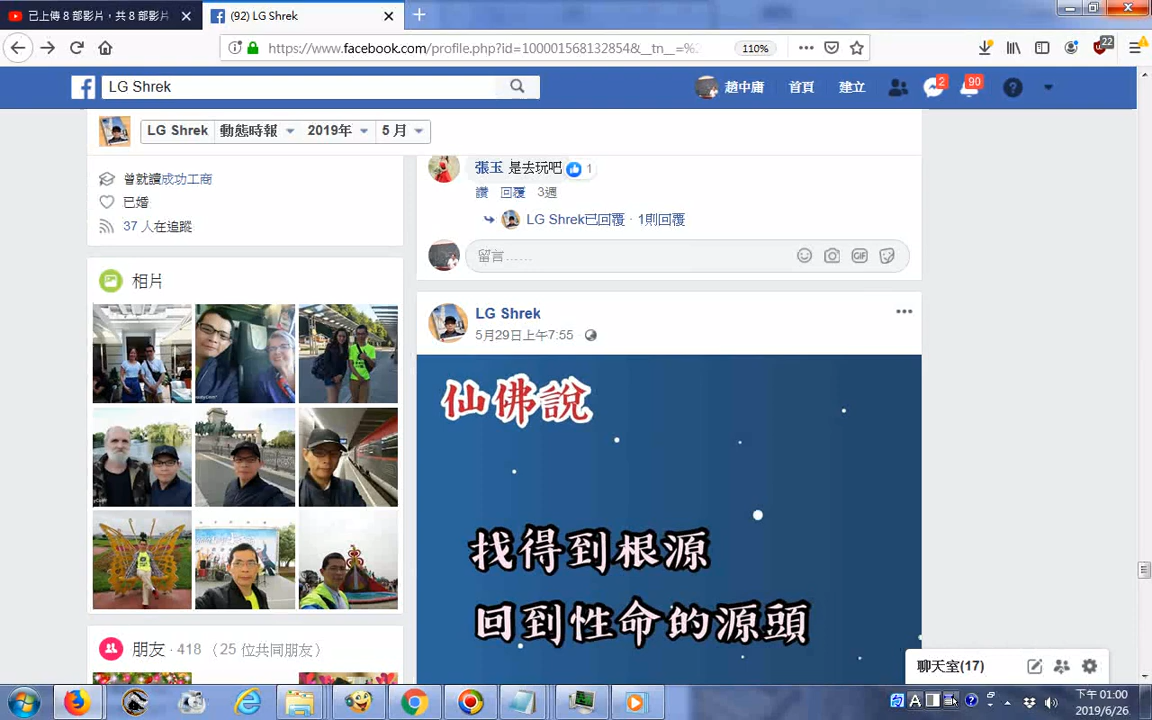 已上傳 8 部影片，共 8 部影片
(92) LG Shrek
https://www.facebook.com/profile.php?id=100001568132854&__tn__=%2
110%
22
LG Shrek
趙中庸
首頁
建立
2
90
LG Shrek
動態時報
2019年
5 月
曾就讀成功工商
已婚
37 人在追蹤
相片
朋友 · 418 （25 位共同朋友）
張玉 是去玩吧
1
讚 回覆 3週
LG Shrek已回覆 · 1則回覆
留言......
GIF
LG Shrek
5月29日上午7:55
仙佛說
找得到根源
回到性命的源頭
聊天室(17)
下午 01:00
2019/6/26